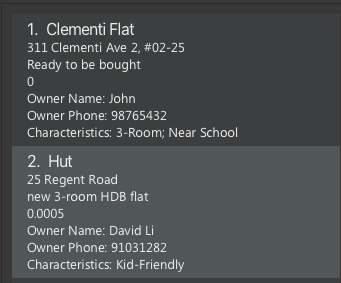 1. Clementi Flat
311 Clementi Ave 2, #02-25
Ready to be bought
0
Owner Name: John
Owner Phone: 98765432
Characteristics: 3-Room; Near School
2. Hut
25 Regent Road
new 3-room HDB flat
0.0005
Owner Name: David Li
Owner Phone: 91031282
Characteristics: Kid-Friendly